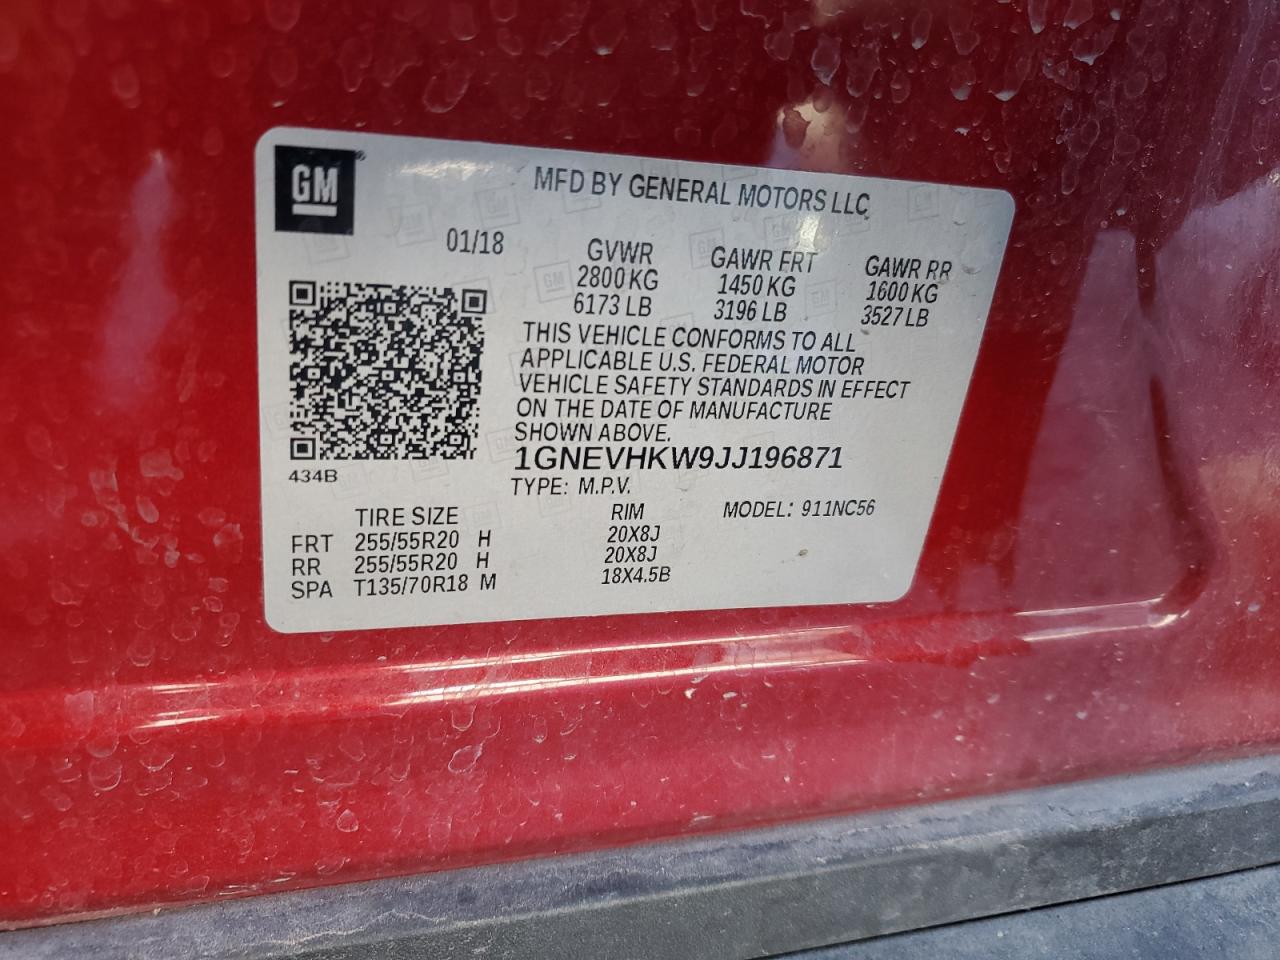 GM
MFD BY GENERAL MOTORS LLC
01/18 GVWR GAWR FRT GAWR RR
2800 KG 1450 KG 1600 KG
6173 LB 3196 LB 3527 LB
THIS VEHICLE CONFORMS TO ALL
APPLICABLE U.S. FEDERAL MOTOR
VEHICLE SAFETY STANDARDS IN EFFECT
ON THE DATE OF MANUFACTURE
SHOWN ABOVE.
1GNEVHKW9JJ196871
434B
TYPE: M.P.V. MODEL: 911NC56
TIRE SIZE RIM
FRT 255/55R20 H 20X8J
RR 255/55R20 H 20X8J
SPA T135/70R18 M 18X4.5B